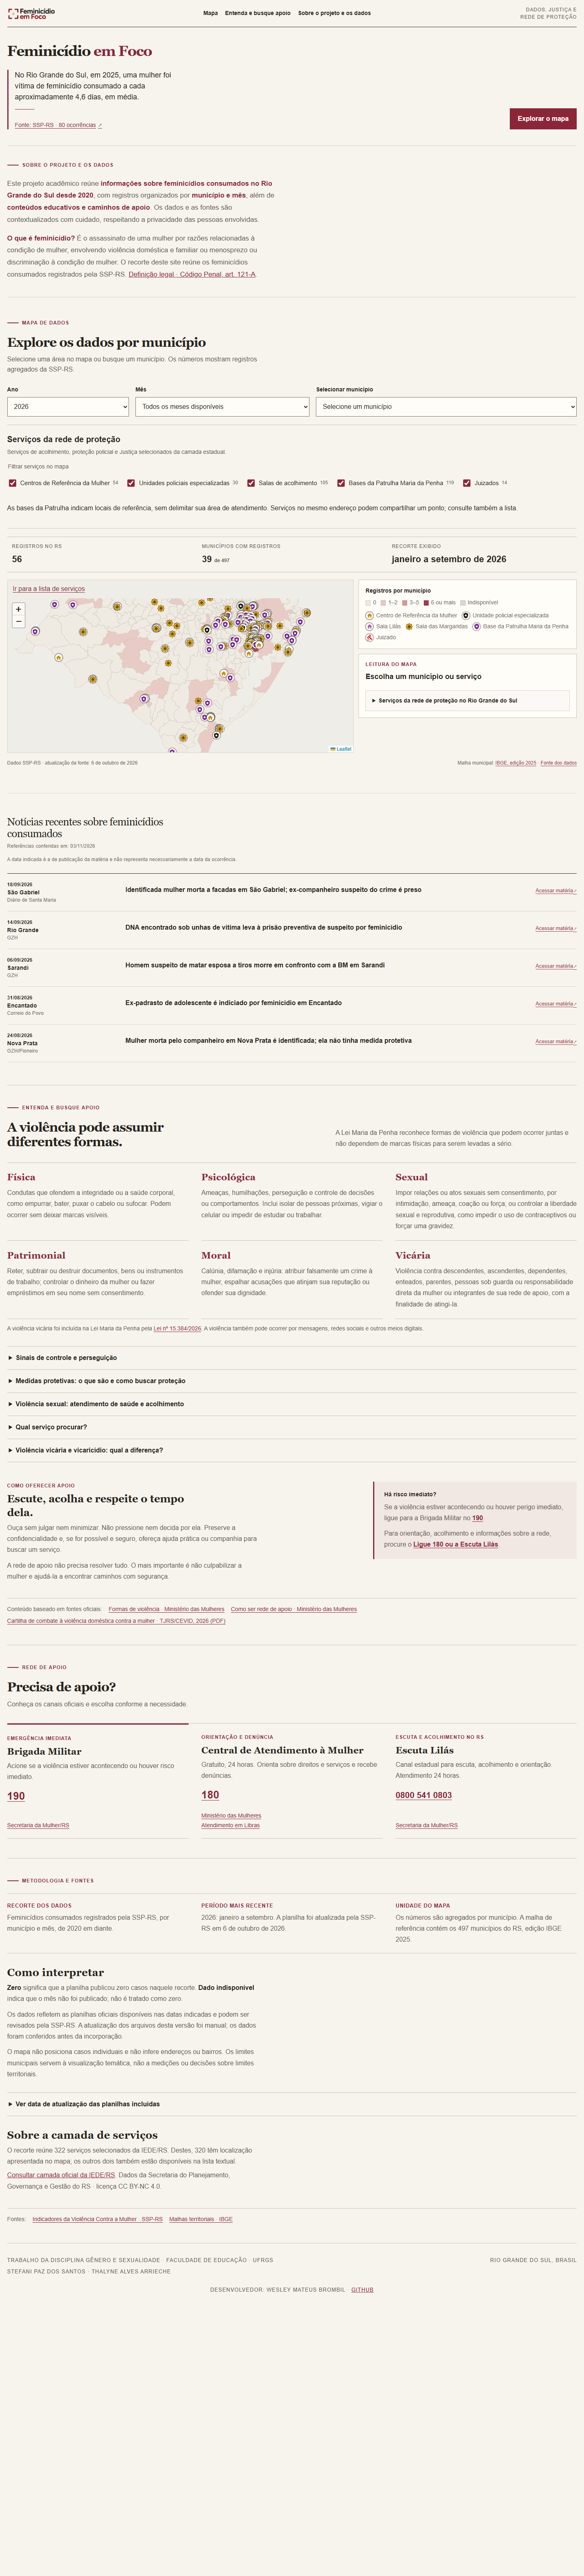 Feminicídio
em Foco
Mapa Entenda e busque apoio Sobre o projeto e os dados
DADOS, JUSTIÇA E
REDE DE PROTEÇÃO
Feminicídio em Foco
No Rio Grande do Sul, em 2025, uma mulher foi
vítima de feminicídio consumado a cada
aproximadamente 4,6 dias, em média.
Fonte: SSP-RS · 80 ocorrências ↗
Explorar o mapa
SOBRE O PROJETO E OS DADOS
Este projeto acadêmico reúne informações sobre feminicídios consumados no Rio
Grande do Sul desde 2020, com registros organizados por município e mês, além de
conteúdos educativos e caminhos de apoio. Os dados e as fontes são
contextualizados com cuidado, respeitando a privacidade das pessoas envolvidas.
O que é feminicídio? É o assassinato de uma mulher por razões relacionadas à
condição de mulher, envolvendo violência doméstica e familiar ou menosprezo ou
discriminação à condição de mulher. O recorte deste site reúne os feminicídios
consumados registrados pela SSP-RS. Definição legal · Código Penal, art. 121-A.
MAPA DE DADOS
Explore os dados por município
Selecione uma área no mapa ou busque um município. Os números mostram registros
agregados da SSP-RS.
Ano
Mês
Selecionar município
2026
Todos os meses disponíveis
Selecione um município
Serviços da rede de proteção
Serviços de acolhimento, proteção policial e Justiça selecionados da camada estadual.
Filtrar serviços no mapa
Centros de Referência da Mulher 54
Unidades policiais especializadas 30
Salas de acolhimento 105
Bases da Patrulha Maria da Penha 119
Juizados 14
As bases da Patrulha indicam locais de referência, sem delimitar sua área de atendimento. Serviços no mesmo endereço podem compartilhar um ponto; consulte também a lista.
REGISTROS NO RS
56
MUNICÍPIOS COM REGISTROS
39 de 497
RECORTE EXIBIDO
janeiro a setembro de 2026
Ir para a lista de serviços
+
−
Leaflet
Registros por município
0 1–2 3–5 6 ou mais Indisponível
Centro de Referência da Mulher Unidade policial especializada
Sala Lilás Sala das Margaridas Base da Patrulha Maria da Penha
Juizado
LEITURA DO MAPA
Escolha um município ou serviço
Serviços da rede de proteção no Rio Grande do Sul
Dados SSP-RS · atualização da fonte: 6 de outubro de 2026
Malha municipal: IBGE, edição 2025 · Fonte dos dados
Notícias recentes sobre feminicídios
consumados
Referências conferidas em: 03/11/2026
A data indicada é a de publicação da matéria e não representa necessariamente a data da ocorrência.
18/09/2026
São Gabriel
Diário de Santa Maria
Identificada mulher morta a facadas em São Gabriel; ex-companheiro suspeito do crime é preso
Acessar matéria↗
14/09/2026
Rio Grande
GZH
DNA encontrado sob unhas de vítima leva à prisão preventiva de suspeito por feminicídio
Acessar matéria↗
06/09/2026
Sarandi
GZH
Homem suspeito de matar esposa a tiros morre em confronto com a BM em Sarandi
Acessar matéria↗
31/08/2026
Encantado
Correio do Povo
Ex-padrasto de adolescente é indiciado por feminicídio em Encantado
Acessar matéria↗
24/08/2026
Nova Prata
GZH/Pioneiro
Mulher morta pelo companheiro em Nova Prata é identificada; ela não tinha medida protetiva
Acessar matéria↗
ENTENDA E BUSQUE APOIO
A violência pode assumir
diferentes formas.
A Lei Maria da Penha reconhece formas de violência que podem ocorrer juntas e
não dependem de marcas físicas para serem levadas a sério.
Física
Condutas que ofendem a integridade ou a saúde corporal,
como empurrar, bater, puxar o cabelo ou sufocar. Podem
ocorrer sem deixar marcas visíveis.
Psicológica
Ameaças, humilhações, perseguição e controle de decisões
ou comportamentos. Inclui isolar de pessoas próximas, vigiar o
celular ou impedir de estudar ou trabalhar.
Sexual
Impor relações ou atos sexuais sem consentimento, por
intimidação, ameaça, coação ou força; ou controlar a liberdade
sexual e reprodutiva, como impedir o uso de contraceptivos ou
forçar uma gravidez.
Patrimonial
Reter, subtrair ou destruir documentos, bens ou instrumentos
de trabalho; controlar o dinheiro da mulher ou fazer
empréstimos em seu nome sem consentimento.
Moral
Calúnia, difamação e injúria: atribuir falsamente um crime à
mulher, espalhar acusações que atinjam sua reputação ou
ofender sua dignidade.
Vicária
Violência contra descendentes, ascendentes, dependentes,
enteados, parentes, pessoas sob guarda ou responsabilidade
direta da mulher ou integrantes de sua rede de apoio, com a
finalidade de atingi-la.
A violência vicária foi incluída na Lei Maria da Penha pela Lei nº 15.384/2026. A violência também pode ocorrer por mensagens, redes sociais e outros meios digitais.
Sinais de controle e perseguição
Medidas protetivas: o que são e como buscar proteção
Violência sexual: atendimento de saúde e acolhimento
Qual serviço procurar?
Violência vicária e vicaricídio: qual a diferença?
COMO OFERECER APOIO
Escute, acolha e respeite o tempo
dela.
Ouça sem julgar nem minimizar. Não pressione nem decida por ela. Preserve a
confidencialidade e, se for possível e seguro, ofereça ajuda prática ou companhia para
buscar um serviço.
A rede de apoio não precisa resolver tudo. O mais importante é não culpabilizar a
mulher e ajudá-la a encontrar caminhos com segurança.
Há risco imediato?
Se a violência estiver acontecendo ou houver perigo imediato,
ligue para a Brigada Militar no 190.
Para orientação, acolhimento e informações sobre a rede,
procure o Ligue 180 ou a Escuta Lilás.
Conteúdo baseado em fontes oficiais: Formas de violência · Ministério das Mulheres Como ser rede de apoio · Ministério das Mulheres
Cartilha de combate à violência doméstica contra a mulher · TJRS/CEVID, 2026 (PDF)
REDE DE APOIO
Precisa de apoio?
Conheça os canais oficiais e escolha conforme a necessidade.
EMERGÊNCIA IMEDIATA
Brigada Militar
Acione se a violência estiver acontecendo ou houver risco
imediato.
190
Secretaria da Mulher/RS
ORIENTAÇÃO E DENÚNCIA
Central de Atendimento à Mulher
Gratuito, 24 horas. Orienta sobre direitos e serviços e recebe
denúncias.
180
Ministério das Mulheres
Atendimento em Libras
ESCUTA E ACOLHIMENTO NO RS
Escuta Lilás
Canal estadual para escuta, acolhimento e orientação.
Atendimento 24 horas.
0800 541 0803
Secretaria da Mulher/RS
METODOLOGIA E FONTES
RECORTE DOS DADOS
Feminicídios consumados registrados pela SSP-RS, por
município e mês, de 2020 em diante.
PERÍODO MAIS RECENTE
2026: janeiro a setembro. A planilha foi atualizada pela SSP-
RS em 6 de outubro de 2026.
UNIDADE DO MAPA
Os números são agregados por município. A malha de
referência contém os 497 municípios do RS, edição IBGE
2025.
Como interpretar
Zero significa que a planilha publicou zero casos naquele recorte. Dado indisponível
indica que o mês não foi publicado; não é tratado como zero.
Os dados refletem as planilhas oficiais disponíveis nas datas indicadas e podem ser
revisados pela SSP-RS. A atualização dos arquivos desta versão foi manual; os dados
foram conferidos antes da incorporação.
O mapa não posiciona casos individuais e não infere endereços ou bairros. Os limites
municipais servem à visualização temática, não a medições ou decisões sobre limites
territoriais.
Ver data de atualização das planilhas incluídas
Sobre a camada de serviços
O recorte reúne 322 serviços selecionados da IEDE/RS. Destes, 320 têm localização
apresentada no mapa; os outros dois também estão disponíveis na lista textual.
Consultar camada oficial da IEDE/RS. Dados da Secretaria do Planejamento,
Governança e Gestão do RS · licença CC BY-NC 4.0.
Fontes: Indicadores da Violência Contra a Mulher · SSP-RS Malhas territoriais · IBGE
TRABALHO DA DISCIPLINA GÊNERO E SEXUALIDADE · FACULDADE DE EDUCAÇÃO · UFRGS
STEFANI PAZ DOS SANTOS · THALYNE ALVES ARRIECHE
RIO GRANDE DO SUL, BRASIL
DESENVOLVEDOR: WESLEY MATEUS BROMBIL · GITHUB